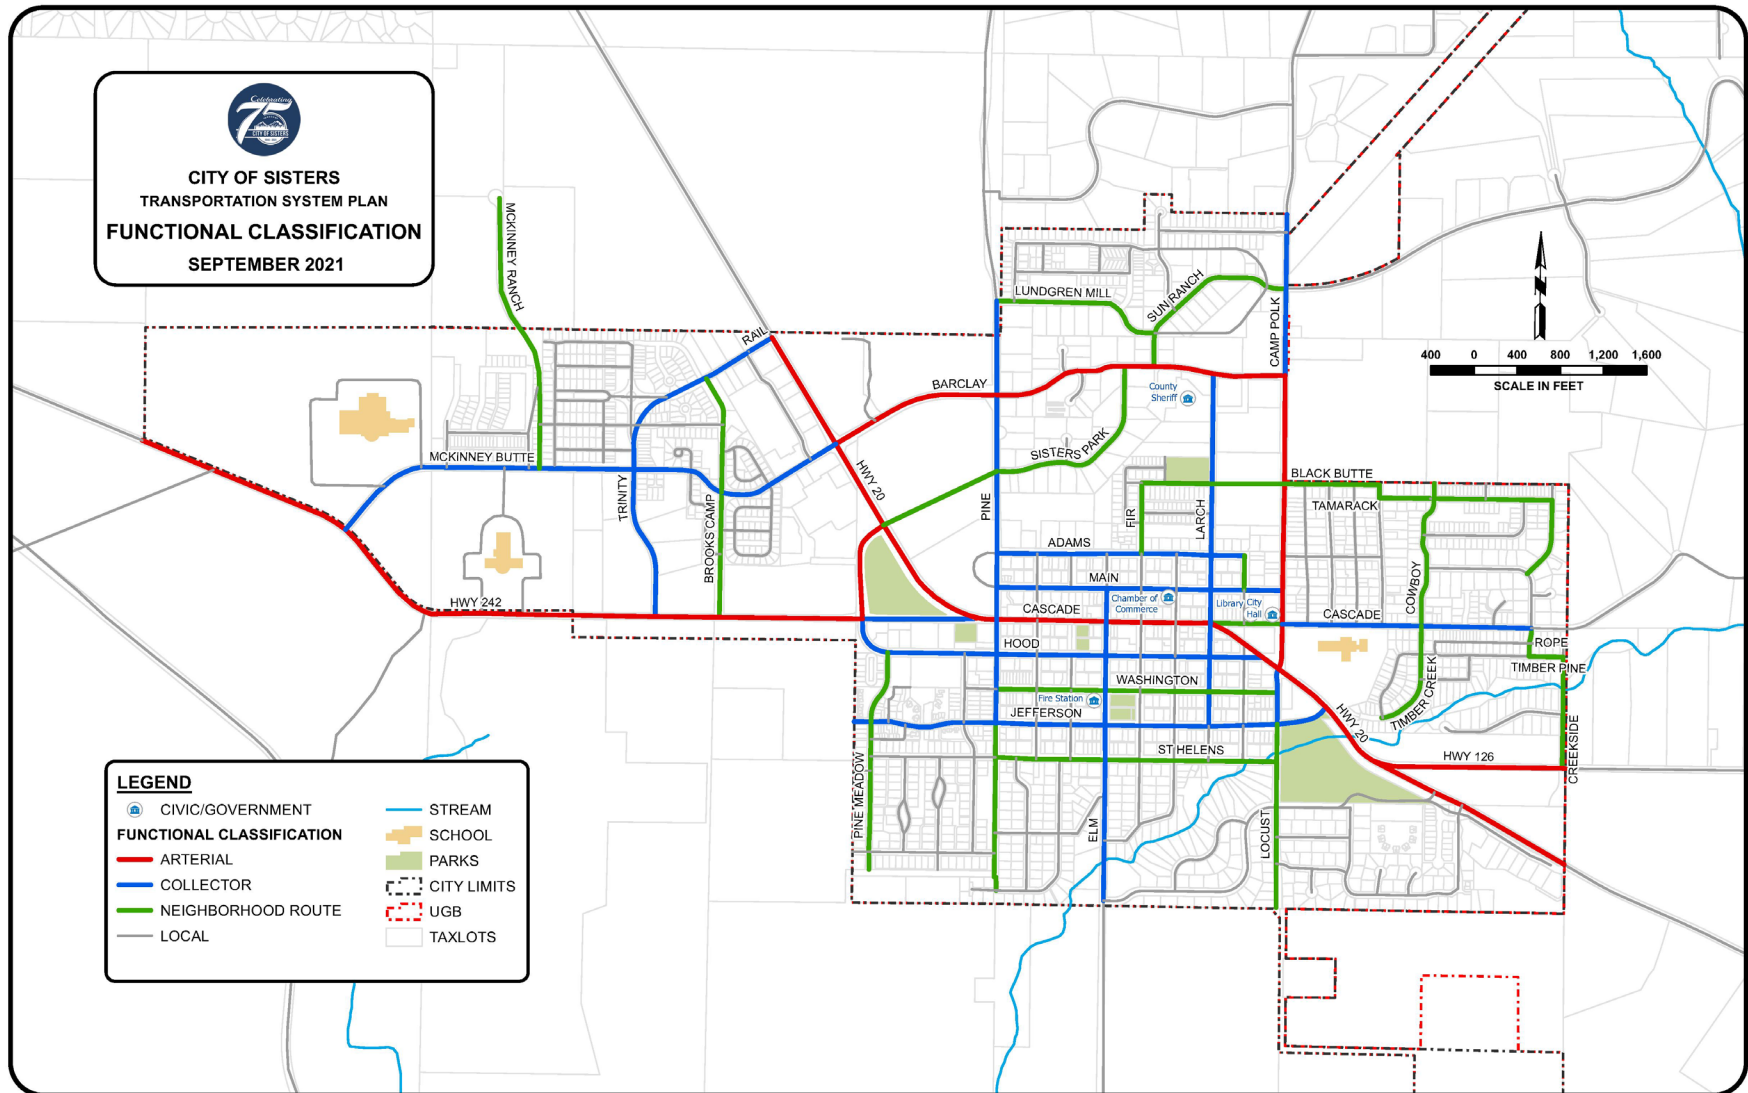 Celebrating
75
CITY OF SISTERS
CITY OF SISTERS
TRANSPORTATION SYSTEM PLAN
FUNCTIONAL CLASSIFICATION
SEPTEMBER 2021
MCKINNEY RANCH
RAIL
LUNDGREN MILL
SUN RANCH
CAMP POLK
400 0 400 800 1,200 1,600
SCALE IN FEET
N
BARCLAY
County
Sheriff
MCKINNEY BUTTE
SISTERS PARK
HWY 20
BLACK BUTTE
TAMARACK
TRINITY
BROOKS CAMP
PINE
FIR
LARCH
ADAMS
MAIN
COWBOY
HWY 242
CASCADE
Chamber of
Commerce
Library
City
Hall
CASCADE
HOOD
ROPE
TIMBER PINE
WASHINGTON
Fire Station
JEFFERSON
TIMBER CREEK
HWY 20
ST HELENS
HWY 126
CREEKSIDE
PINE MEADOW
ELM
LOCUST
LEGEND
CIVIC/GOVERNMENT
FUNCTIONAL CLASSIFICATION
ARTERIAL
COLLECTOR
NEIGHBORHOOD ROUTE
LOCAL
STREAM
SCHOOL
PARKS
CITY LIMITS
UGB
TAXLOTS